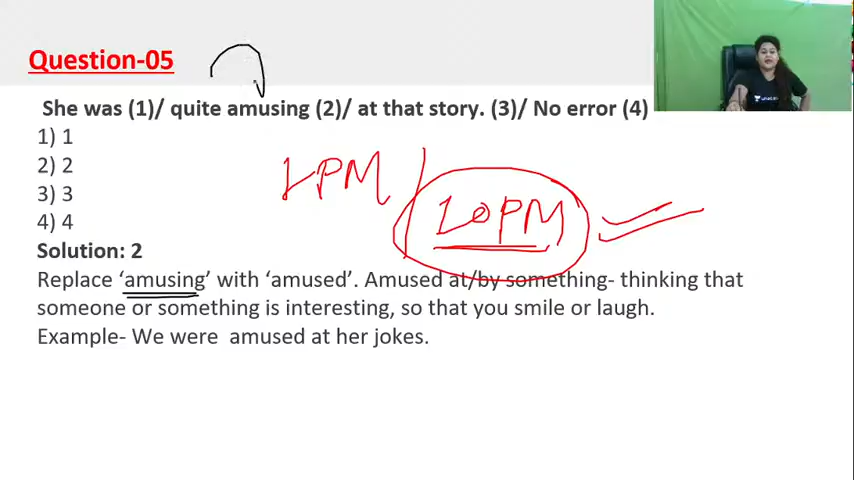 Question-05
She was (1)/ quite amusing (2)/ at that story. (3)/ No error (4)
1) 1
2) 2
3) 3
4) 4
1PM / 10PM
Solution: 2
Replace ‘amusing’ with ‘amused’. Amused at/by something- thinking that
someone or something is interesting, so that you smile or laugh.
Example- We were  amused at her jokes.